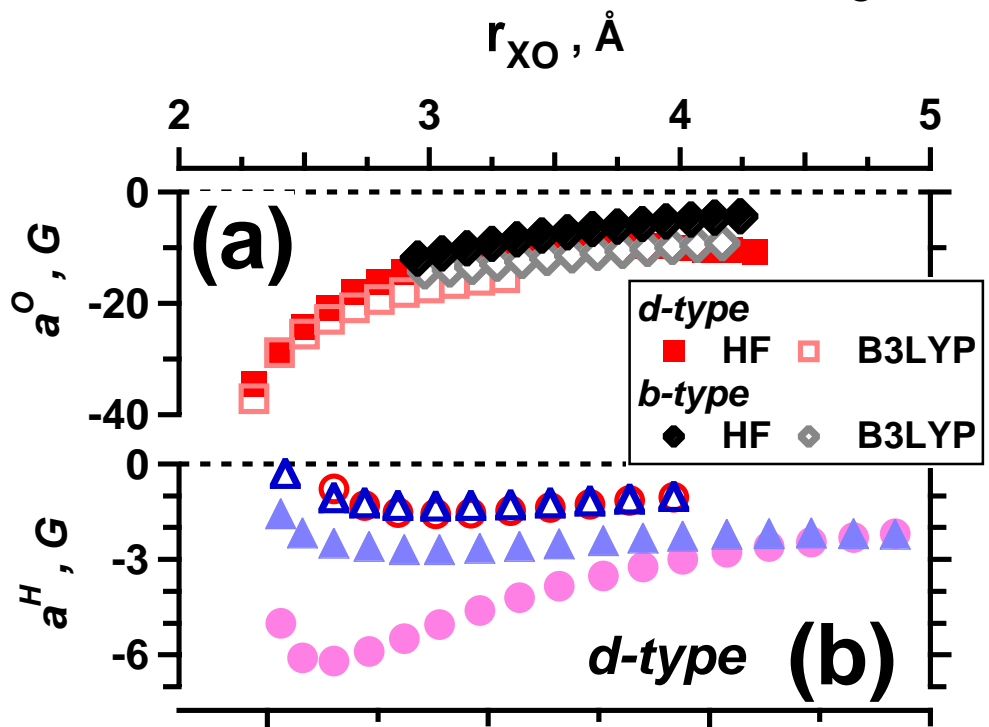 r_XO , Å
2 3 4 5
(a)
a^O , G
0
-20
-40
d-type
HF B3LYP
b-type
HF B3LYP
a^H , G
0
-3
-6
d-type (b)